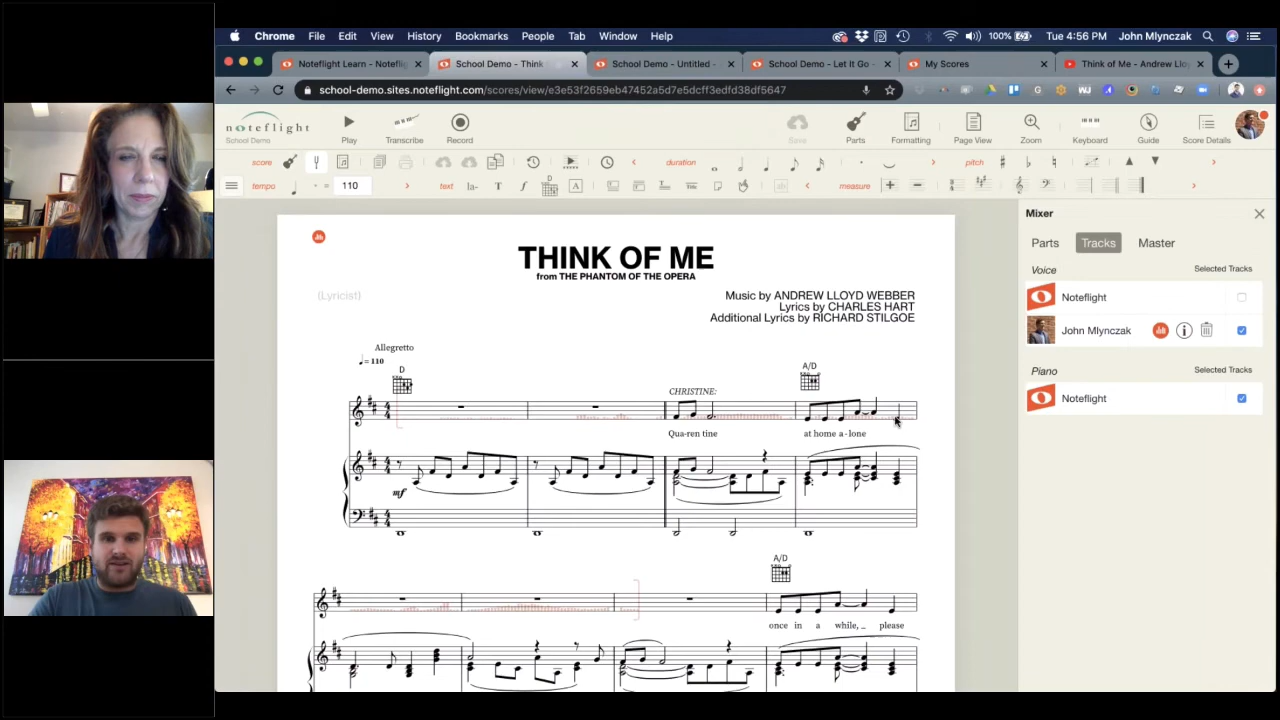 Chrome File Edit View History Bookmarks People Tab Window Help 100% Tue 4:56 PM John Mlynczak
Noteflight Learn - Noteflig School Demo - Think School Demo - Untitled - School Demo - Let It Go - My Scores Think of Me - Andrew Llo
school-demo.sites.noteflight.com/scores/view/e3e53f2659eb47452a5d7e5dcff3edfd38df5647
noteflight
School Demo
Play Transcribe Record Save Parts Formatting Page View Zoom Keyboard Guide Score Details
score duration pitch
tempo = 110 text la- T f measure
Mixer
Parts Tracks Master
Voice Selected Tracks
Noteflight
John Mlynczak
Piano Selected Tracks
Noteflight
THINK OF ME
from THE PHANTOM OF THE OPERA
(Lyricist)
Music by ANDREW LLOYD WEBBER
Lyrics by CHARLES HART
Additional Lyrics by RICHARD STILGOE
Allegretto
= 110
D
A/D
CHRISTINE:
Qua-ren tine at home a-lone
mf
A/D
once in a while,_ please